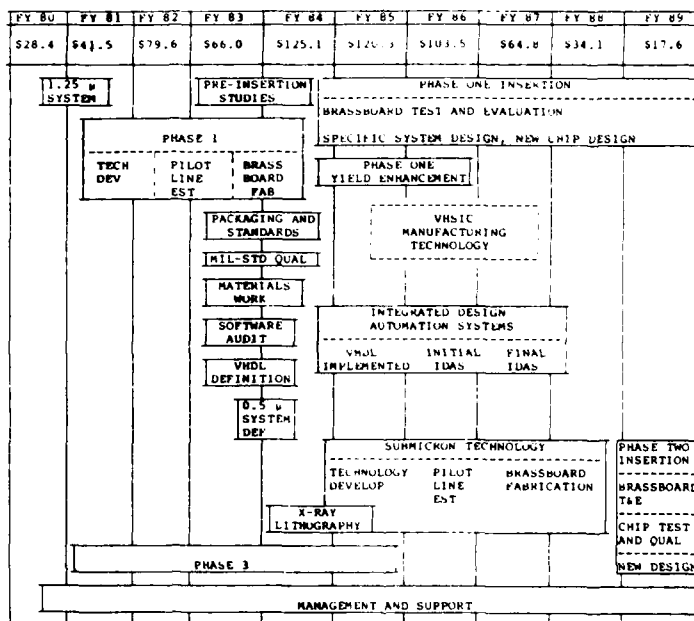 FY 80 FY 81 FY 82 FY 83 FY 84 FY 85 FY 86 FY 87 FY 88 FY 89
$28.4 $41.5 $79.6 $66.0 $125.1 $120.3 $103.5 $64.8 $34.1 $17.6
1.25 μ
SYSTEM
PRE-INSERTION
STUDIES
PHASE ONE INSERTION
BRASSBOARD TEST AND EVALUATION
SPECIFIC SYSTEM DESIGN, NEW CHIP DESIGN
PHASE 1
TECH
DEV
PILOT
LINE
EST
BRASS
BOARD
FAB
PHASE ONE
YIELD ENHANCEMENT
PACKAGING AND
STANDARDS
VHSIC
MANUFACTURING
TECHNOLOGY
MIL-STD QUAL
MATERIALS
WORK
SOFTWARE
AUDIT
INTEGRATED DESIGN
AUTOMATION SYSTEMS
VHDL
IMPLEMENTED
INITIAL
IDAS
FINAL
IDAS
VHDL
DEFINITION
0.5 μ
SYSTEM
DEF
SUBMICRON TECHNOLOGY
TECHNOLOGY
DEVELOP
PILOT
LINE
EST
BRASSBOARD
FABRICATION
PHASE TWO
INSERTION
BRASSBOARD
T&E
CHIP TEST
AND QUAL
NEW DESIGN
X-RAY
LITHOGRAPHY
PHASE 3
MANAGEMENT AND SUPPORT